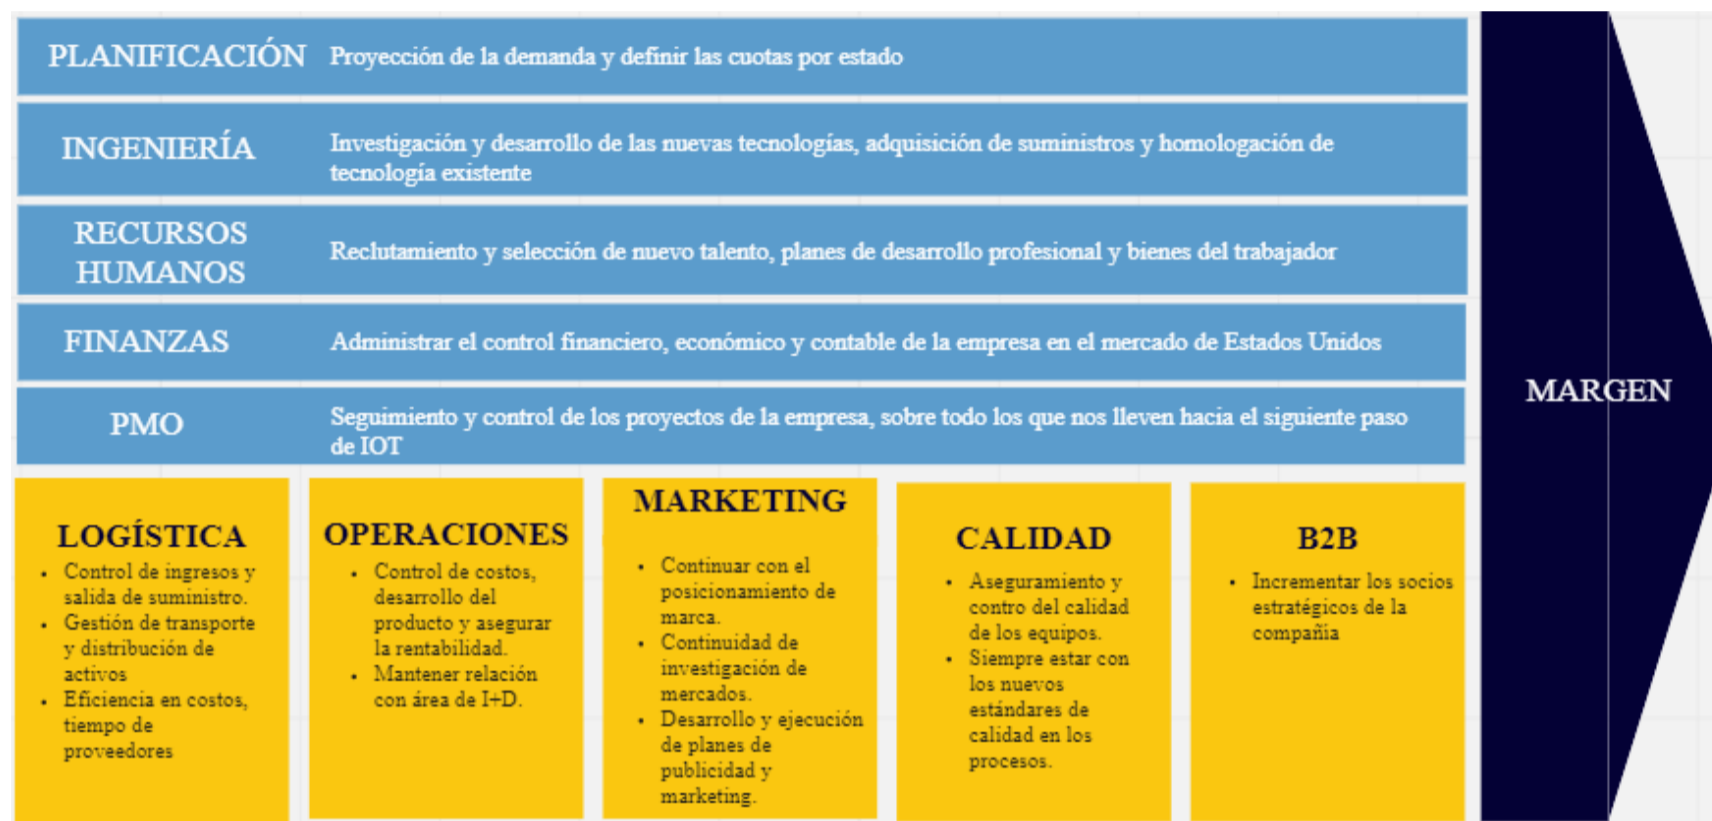 PLANIFICACIÓN
Proyección de la demanda y definir las cuotas por estado
INGENIERÍA
Investigación y desarrollo de las nuevas tecnologías, adquisición de suministros y homologación de
tecnología existente
RECURSOS
HUMANOS
Reclutamiento y selección de nuevo talento, planes de desarrollo profesional y bienes del trabajador
FINANZAS
Administrar el control financiero, económico y contable de la empresa en el mercado de Estados Unidos
PMO
Seguimiento y control de los proyectos de la empresa, sobre todo los que nos lleven hacia el siguiente paso
de IOT
MARGEN
LOGÍSTICA
• Control de ingresos y
salida de suministro.
• Gestión de transporte
y distribución de
activos
• Eficiencia en costos,
tiempo de
proveedores
OPERACIONES
• Control de costos,
desarrollo del
producto y asegurar
la rentabilidad.
• Mantener relación
con área de I+D.
MARKETING
• Continuar con el
posicionamiento de
marca.
• Continuidad de
investigación de
mercados.
• Desarrollo y ejecución
de planes de
publicidad y
marketing.
CALIDAD
• Aseguramiento y
contro del calidad
de los equipos.
• Siempre estar con
los nuevos
estándares de
calidad en los
procesos.
B2B
• Incrementar los socios
estratégicos de la
compañía